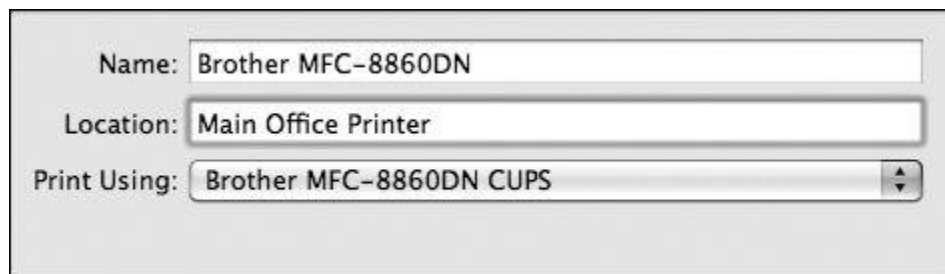 Name: Brother MFC-8860DN
Location: Main Office Printer
Print Using: Brother MFC-8860DN CUPS